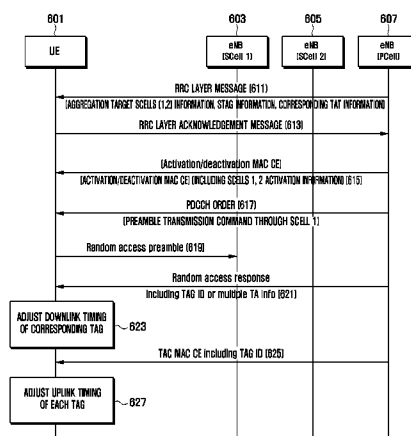 601
603
605
607
UE
eNB
[SCell 1]
eNB
[SCell 2]
eNB
[PCell]
RRC LAYER MESSAGE [611]
[AGGREGATION TARGET SCELLS [1,2] INFORMATION, STAG INFORMATION, CORRESPONDING TAT INFORMATION]
RRC LAYER ACKNOWLEDGEMENT MESSAGE [613]
[Activation/deactivation MAC CE]
[ACTIVATION/DEACTIVATION MAC CE] [INCLUDING SCELLS 1, 2 ACTIVATION INFORMATION] [615]
PDCCH ORDER [617]
[PREAMBLE TRANSMISSION COMMAND THROUGH SCELL 1]
Random access preamble [619]
Random access response
including TAG ID or multiple TA info [621]
ADJUST DOWNLINK TIMING
OF CORRESPONDING TAG
623
TAC MAC CE including TAG ID [625]
ADJUST UPLINK TIMING
OF EACH TAG
627